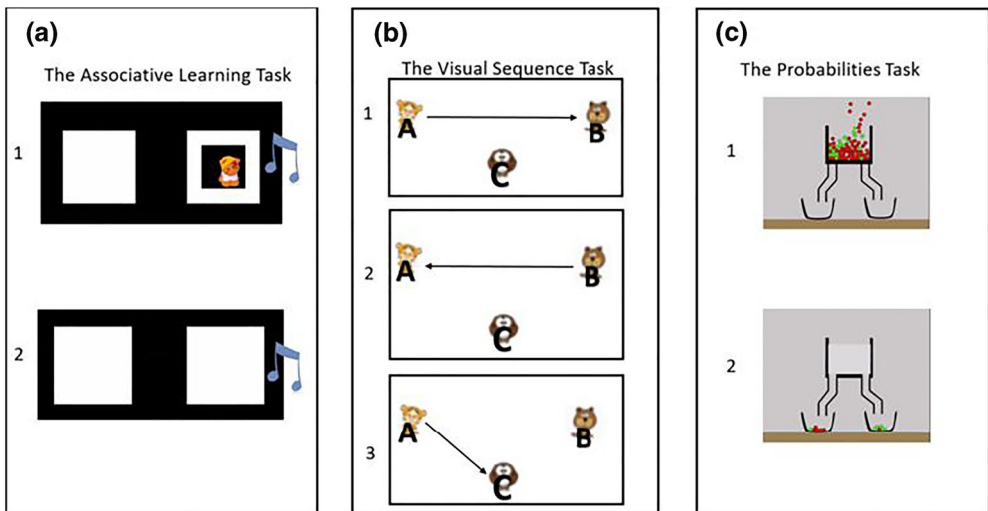 (a)
The Associative Learning Task
1
2
(b)
The Visual Sequence Task
1
A
B
C
2
A
B
C
3
A
B
C
(c)
The Probabilities Task
1
2